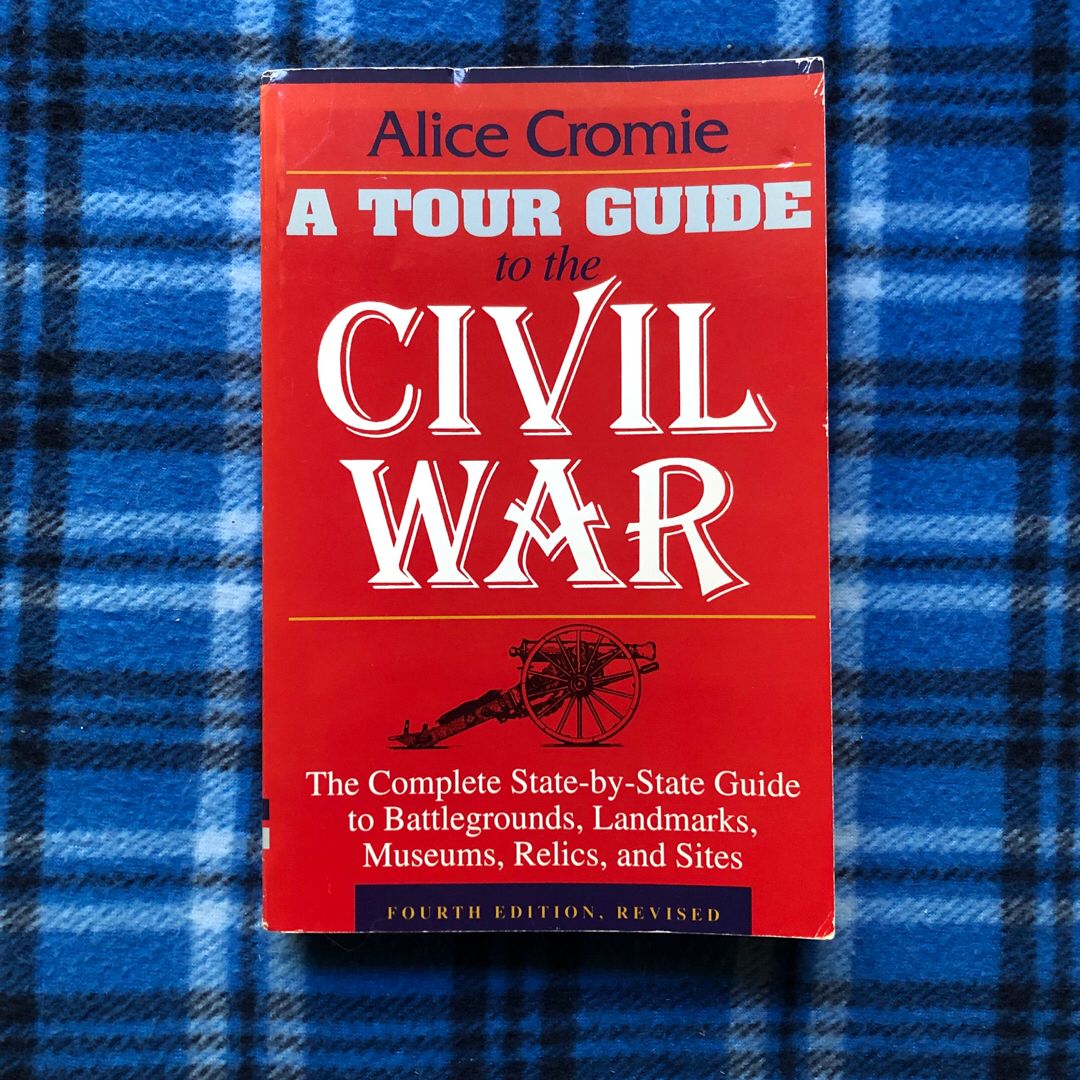 Alice Cromie
A TOUR GUIDE
to the
CIVIL
WAR
The Complete State-by-State Guide
to Battlegrounds, Landmarks,
Museums, Relics, and Sites
FOURTH EDITION, REVISED